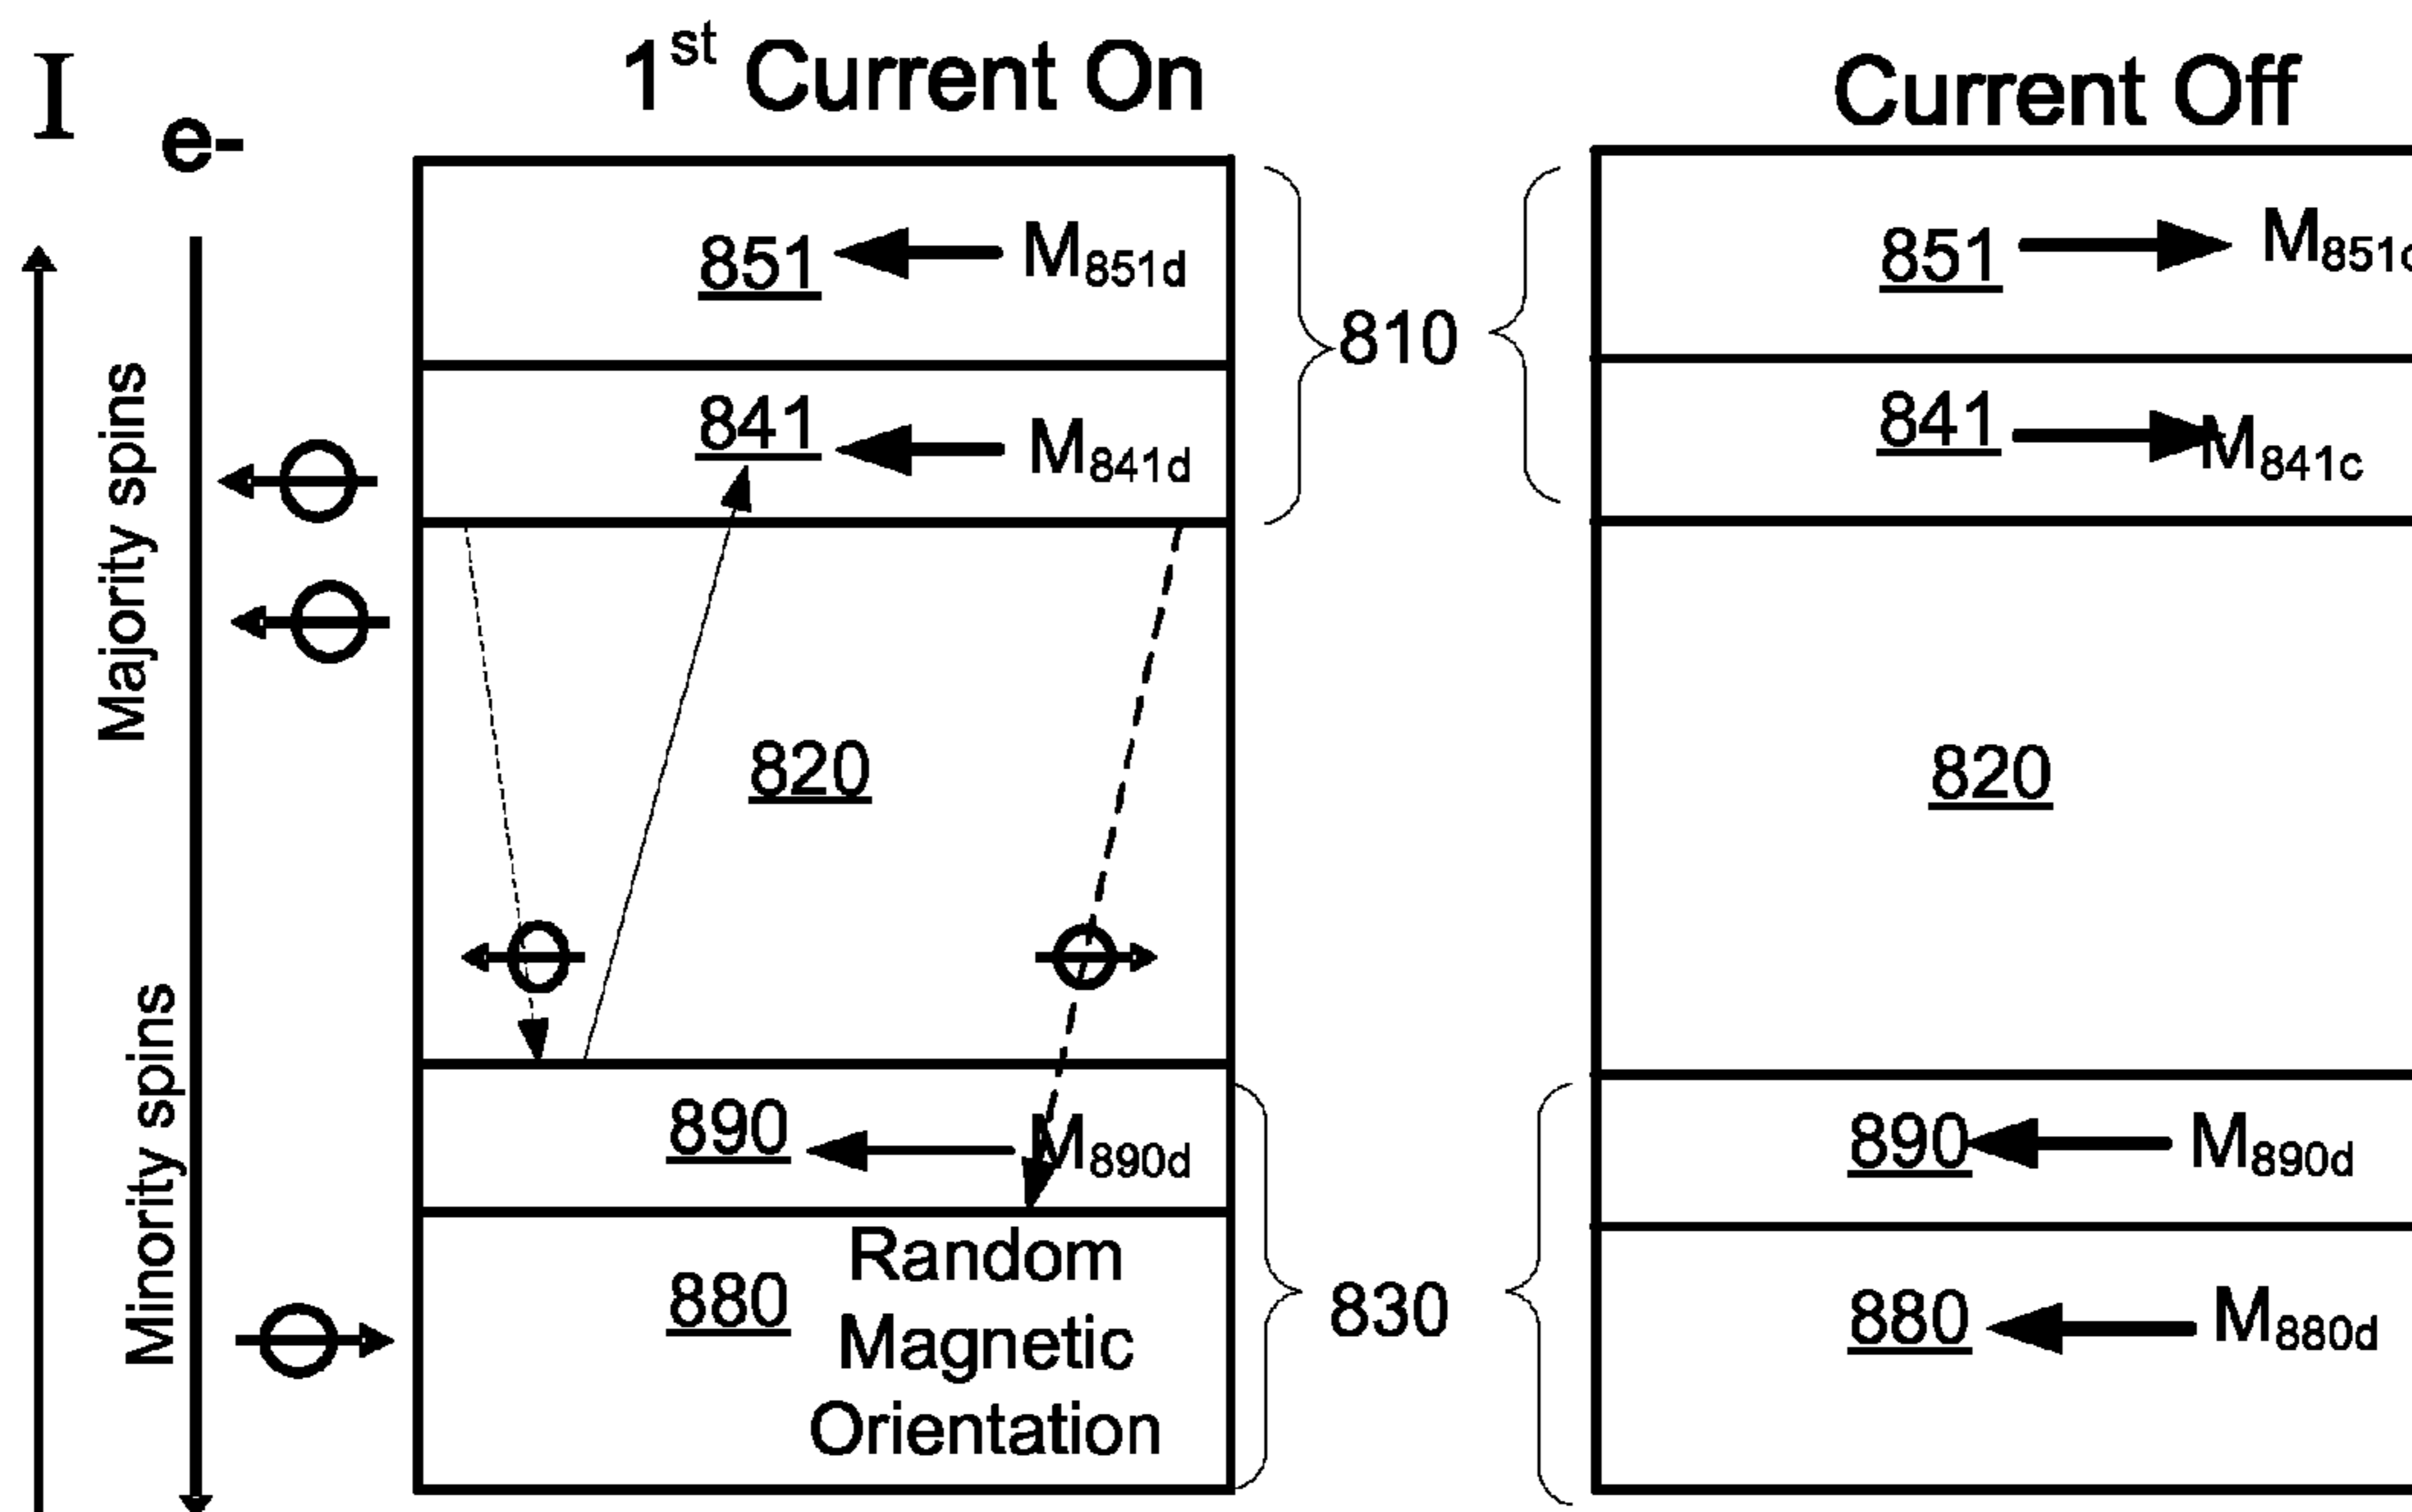 I
e-
1st Current On
Current Off
851 M851d
841 M841d
810
851 M851c
841 M841c
Majority spins
820
820
Minority spins
890 M890d
880 Random
Magnetic
Orientation
830
890 M890d
880 M880d